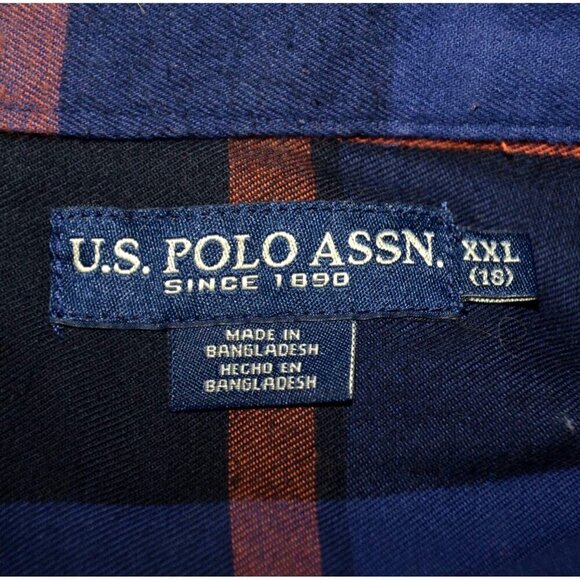 U.S. POLO ASSN.
SINCE 1890
XXL
(18)
MADE IN
BANGLADESH
HECHO EN
BANGLADESH